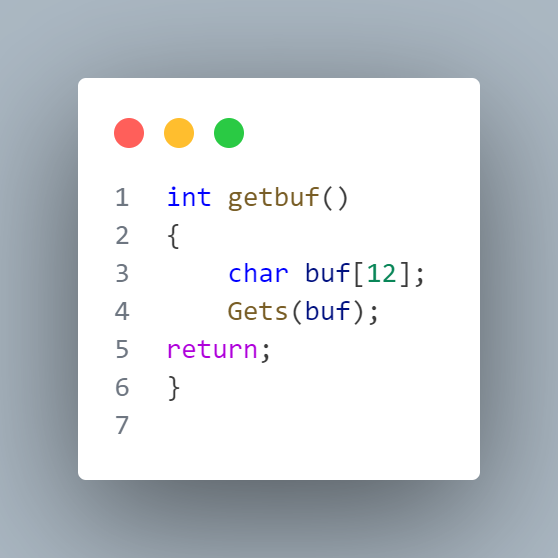 1 int getbuf()
2 {
3     char buf[12];
4     Gets(buf);
5 return;
6 }
7